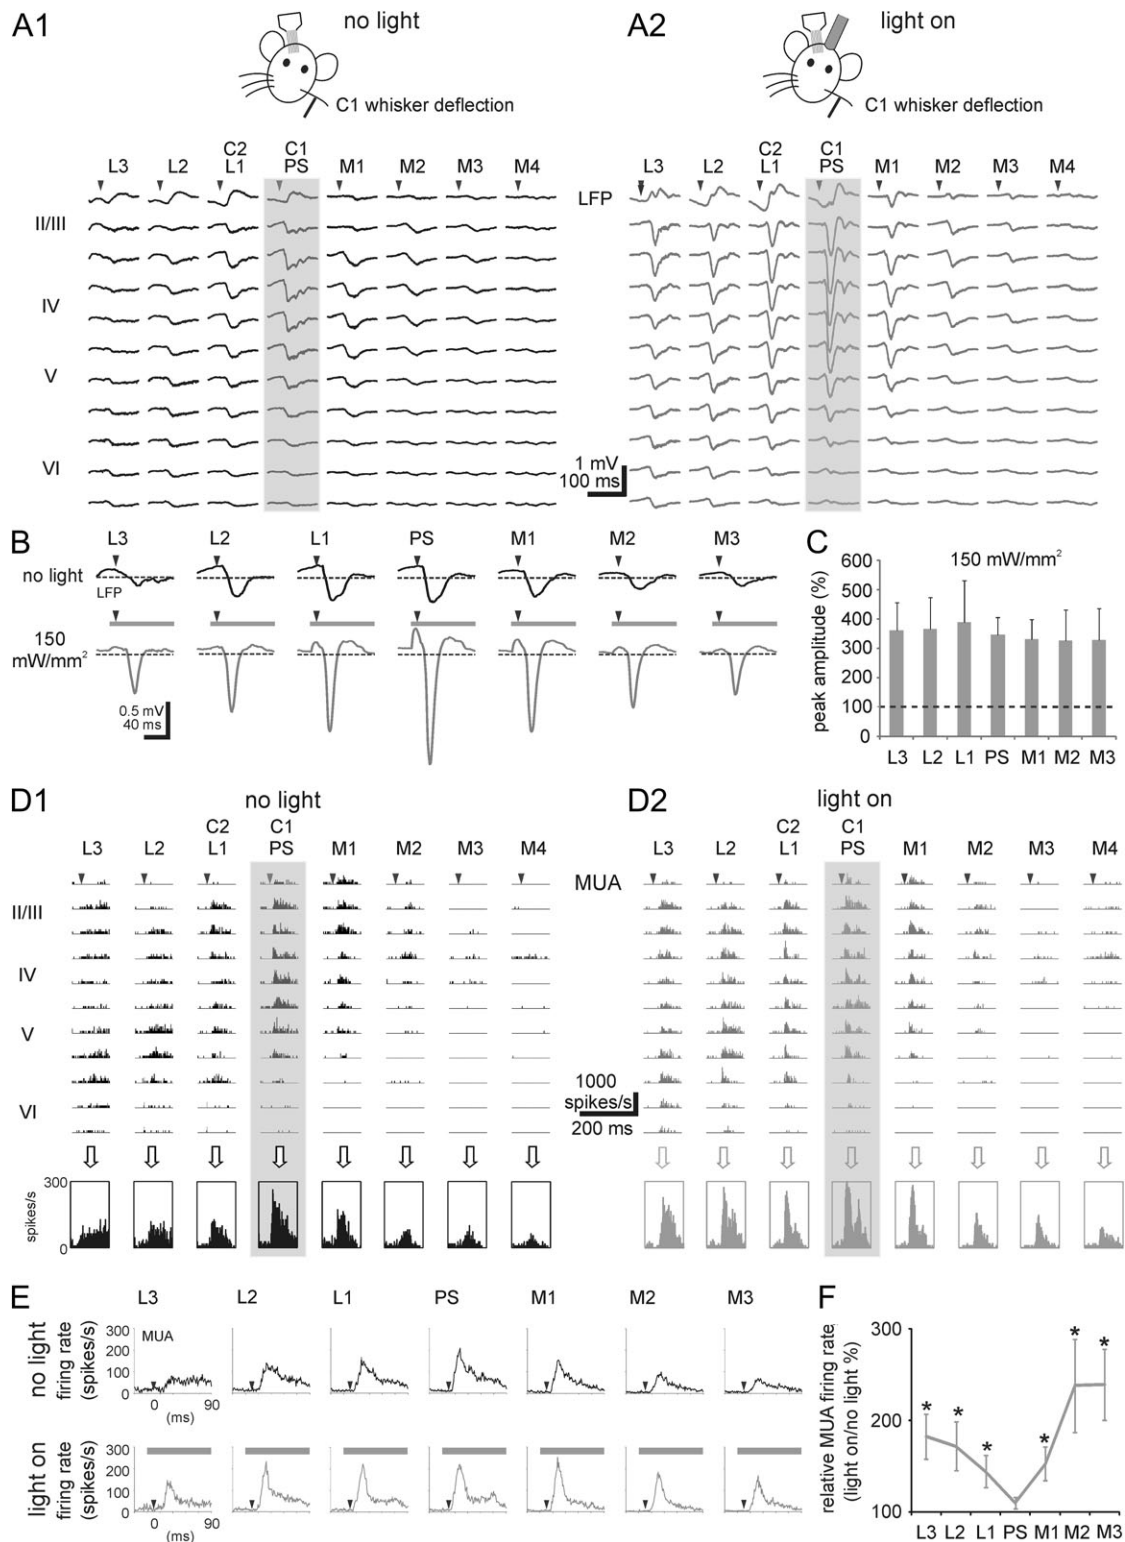 A1 no light
C1 whisker deflection
C2 C1
L3 L2 L1 PS M1 M2 M3 M4
II/III
IV
V
VI
A2 light on
C1 whisker deflection
C2 C1
L3 L2 L1 PS M1 M2 M3 M4
LFP
1 mV
100 ms
B
L3 L2 L1 PS M1 M2 M3
no light
LFP
150
mW/mm²
0.5 mV
40 ms
C
150 mW/mm²
peak amplitude (%)
600
500
400
300
200
100
0
L3 L2 L1 PS M1 M2 M3
D1 no light
C2 C1
L3 L2 L1 PS M1 M2 M3 M4
II/III
IV
V
VI
300
spikes/s
0
D2 light on
C2 C1
L3 L2 L1 PS M1 M2 M3 M4
MUA
1000
spikes/s
200 ms
E
L3 L2 L1 PS M1 M2 M3
no light
firing rate
(spikes/s)
300
200
100
0
MUA
0 90
(ms)
light on
firing rate
(spikes/s)
300
200
100
0
0 90
(ms)
F
relative MUA firing rate
(light on/no light %)
300
200
100
* * * * * *
L3 L2 L1 PS M1 M2 M3